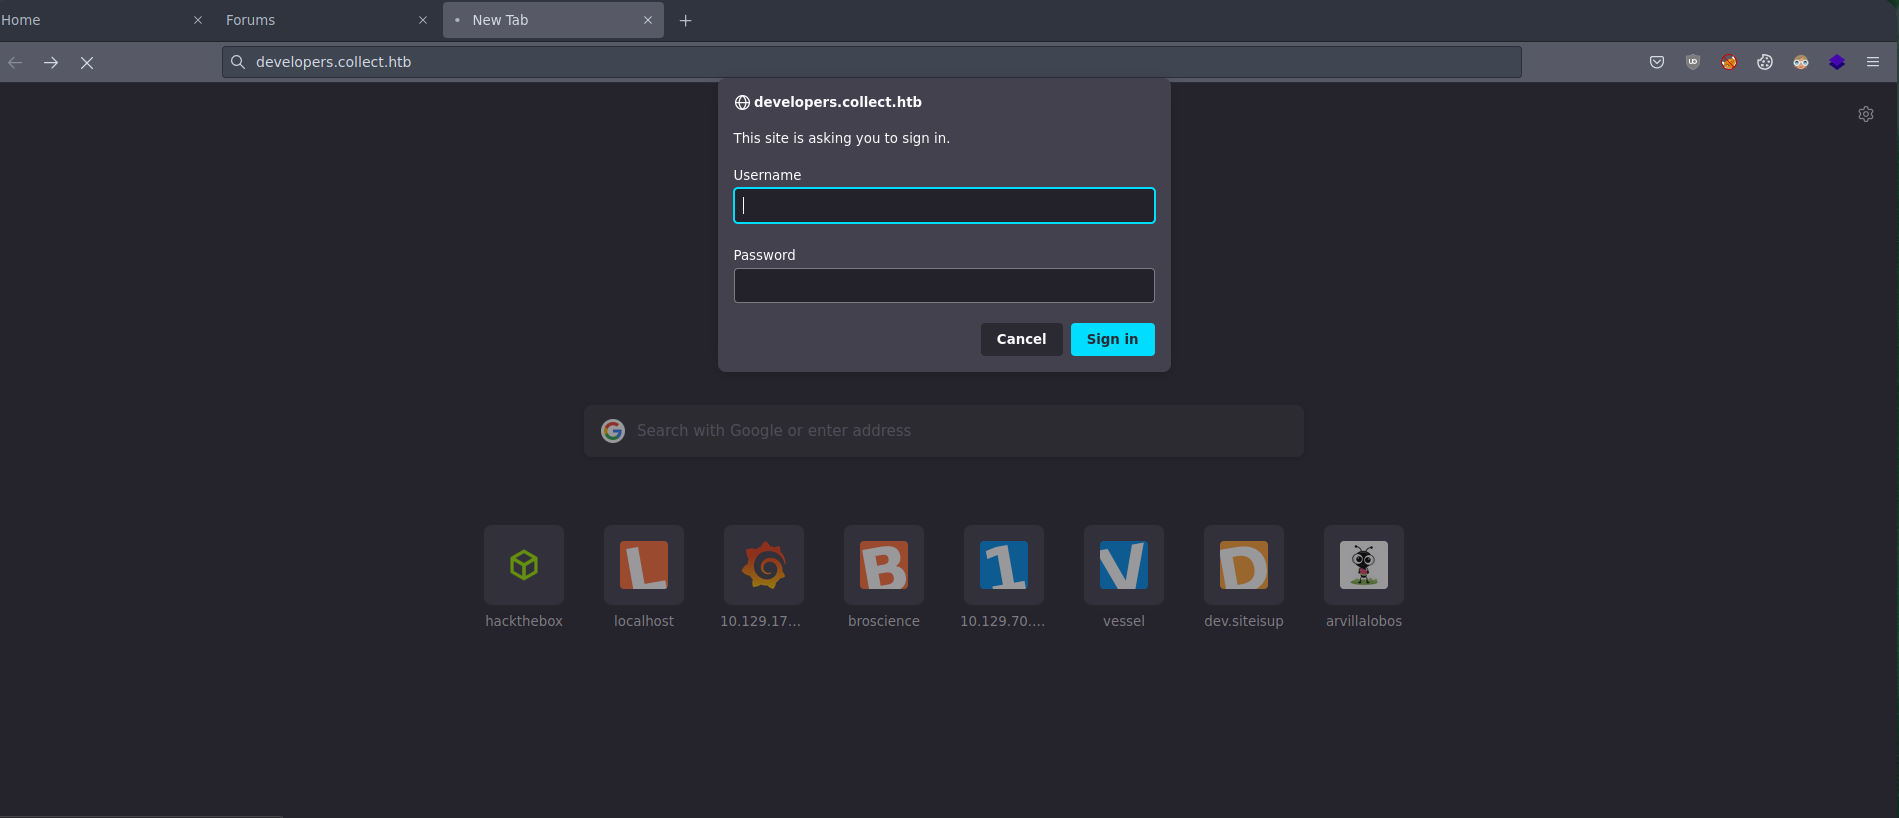 Home
Forums
New Tab
developers.collect.htb
developers.collect.htb
This site is asking you to sign in.
Username
Password
Cancel
Sign in
Search with Google or enter address
L
B
1
V
D
hackthebox
localhost
10.129.17...
broscience
10.129.70....
vessel
dev.siteisup
arvillalobos